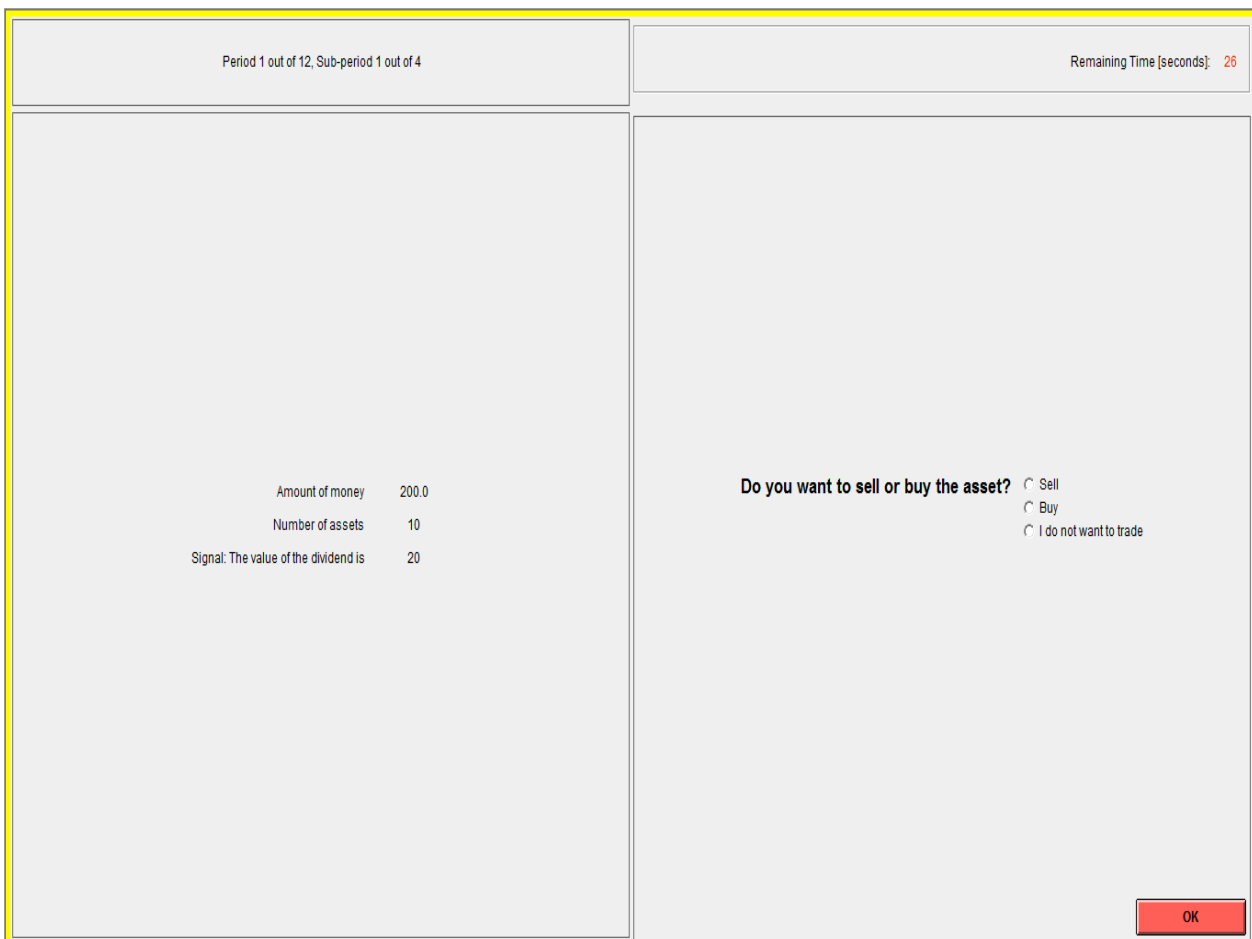 Period 1 out of 12, Sub-period 1 out of 4
Remaining Time [seconds]: 26
Amount of money 200.0
Number of assets 10
Signal: The value of the dividend is 20
Do you want to sell or buy the asset? Sell
Buy
I do not want to trade
OK